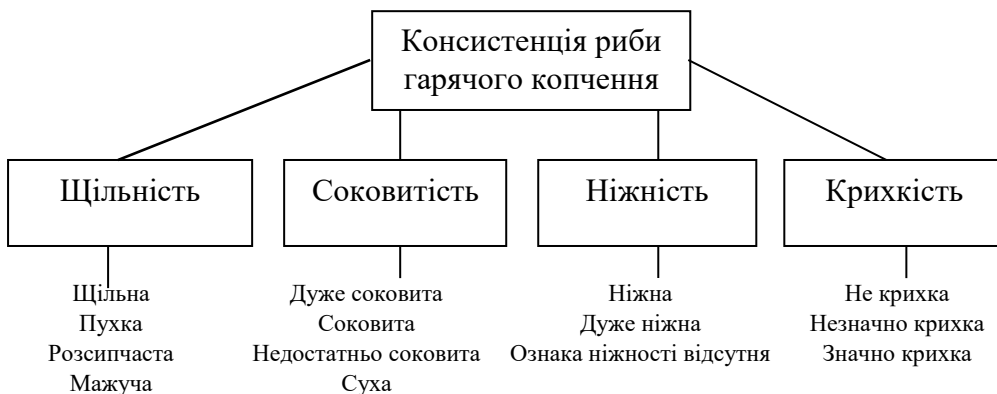 Консистенція риби
гарячого копчення
Щільність
Соковитість
Ніжність
Крихкість
Щільна
Пухка
Розсипчаста
Мажуча
Дуже соковита
Соковита
Недостатньо соковита
Суха
Ніжна
Дуже ніжна
Ознака ніжності відсутня
Не крихка
Незначно крихка
Значно крихка